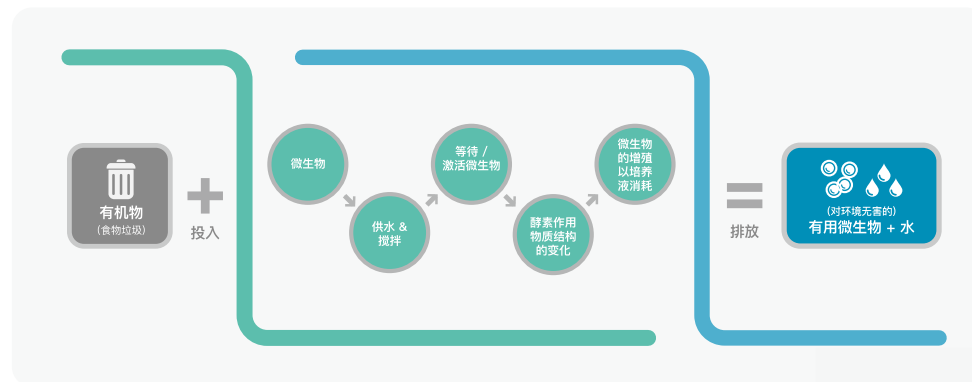 有机物
(食物垃圾)
投入
微生物
供水 &
搅拌
等待 /
激活微生物
酵素作用
物质结构
的变化
微生物
的增殖
以培养
液消耗
排放
(对环境无害的)
有用微生物 + 水